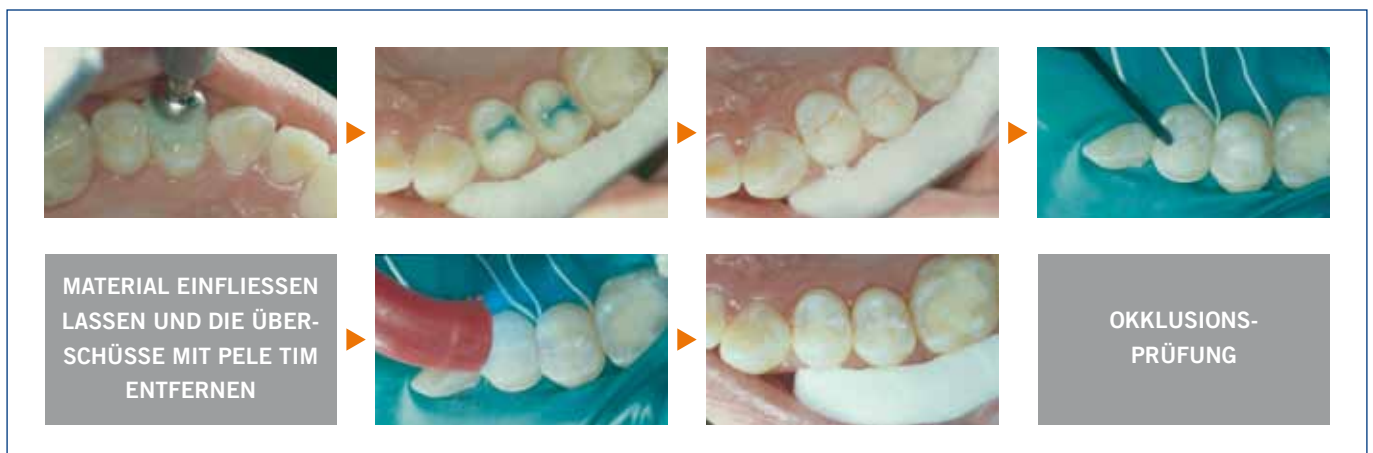 MATERIAL EINFLIESSEN
LASSEN UND DIE ÜBER-
SCHÜSSE MIT PELE TIM
ENTFERNEN
OKKLUSIONS-
PRÜFUNG